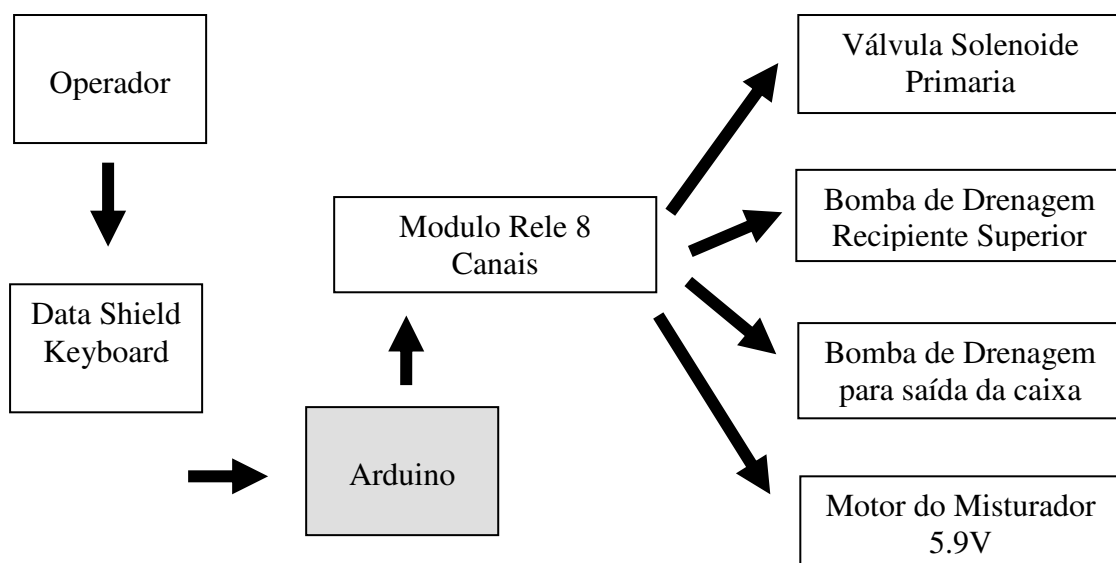 Operador
Data Shield
Keyboard
Arduino
Modulo Rele 8
Canais
Válvula Solenoide
Primaria
Bomba de Drenagem
Recipiente Superior
Bomba de Drenagem
para saída da caixa
Motor do Misturador
5.9V